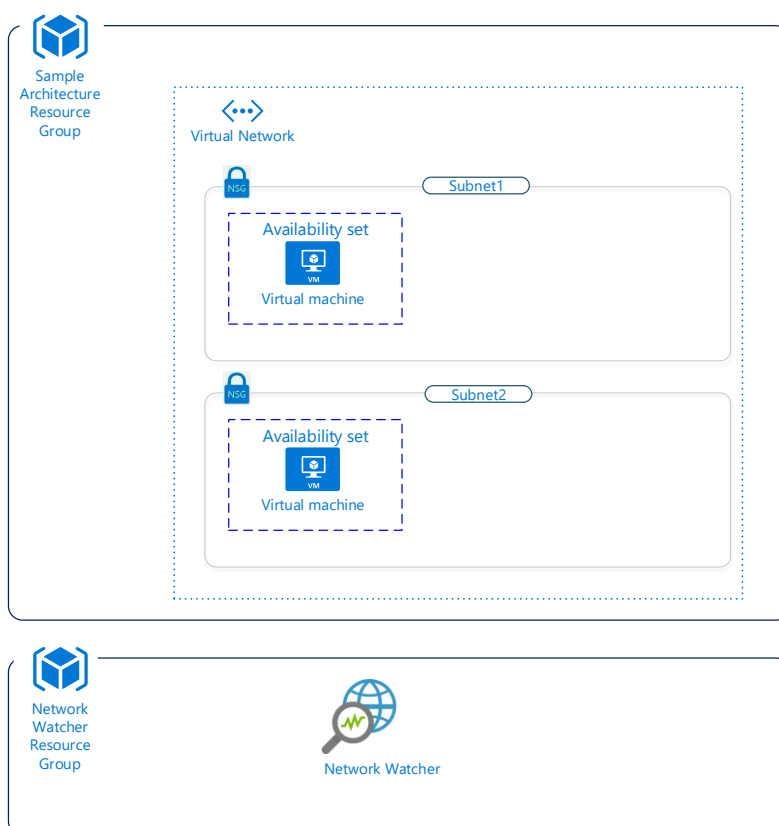 Sample
Architecture
Resource
Group
Virtual Network
NSG
Subnet1
Availability set
VM
Virtual machine
NSG
Subnet2
Availability set
VM
Virtual machine
Network
Watcher
Resource
Group
Network Watcher